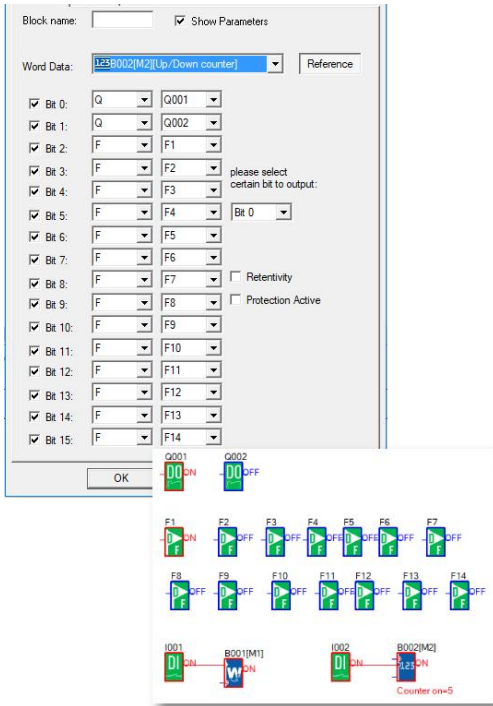 Block name: Show Parameters
Word Data: 123 B002[M2][Up/Down counter] Reference
Bit 0: Q Q001
Bit 1: Q Q002
Bit 2: F F1
Bit 3: F F2
please select
Bit 4: F F3
certain bit to output:
Bit 5: F F4 Bit 0
Bit 6: F F5
Bit 7: F F6
Bit 8: F F7 Retentivity
Bit 9: F F8 Protection Active
Bit 10: F F9
Bit 11: F F10
Bit 12: F F11
Bit 13: F F12
Bit 14: F F13
Bit 15: F F14
OK
Q001 Q002
DO ON DO OFF
F1 F2 F3 F4 F5 F6 F7
D F ON D F OFF D F OFF D F OFF D F OFF D F OFF D F OFF
F8 F9 F10 F11 F12 F13 F14
D F OFF D F OFF D F OFF D F OFF D F OFF D F OFF D F OFF
I001 B001[M1] I002 B002[M2]
DI ON W ON DI ON 123 ON
Counter on=5